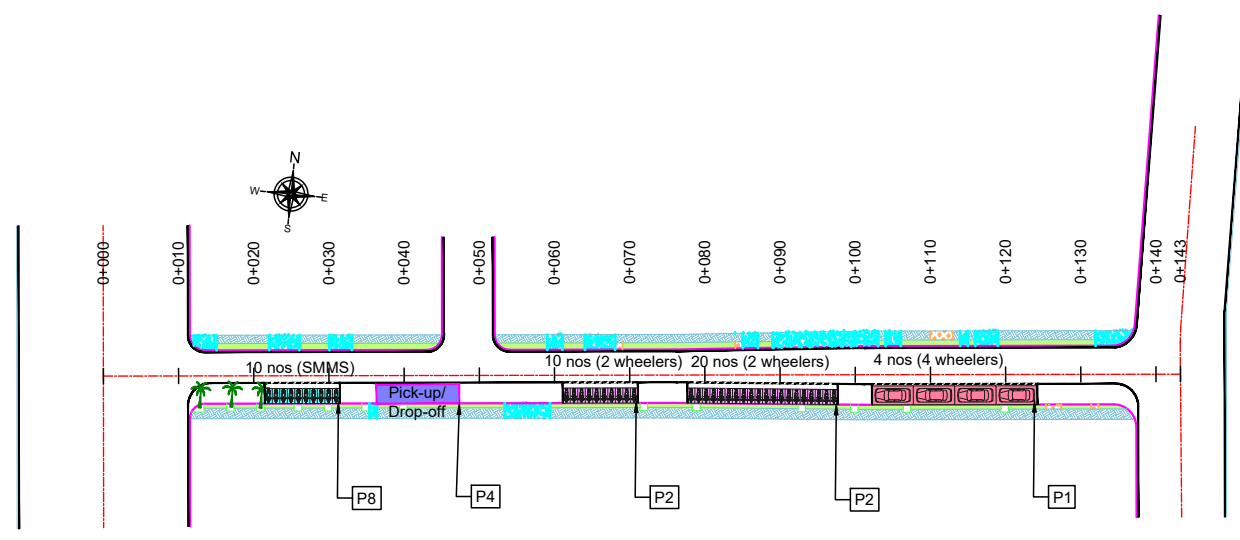 N
W
E
S
0+000
0+010
0+020
0+030
0+040
0+050
0+060
0+070
0+080
0+090
0+100
0+110
0+120
0+130
0+140
0+143
10 nos (SMMS)
10 nos (2 wheelers)
20 nos (2 wheelers)
4 nos (4 wheelers)
Pick-up/
Drop-off
P8
P4
P2
P2
P1